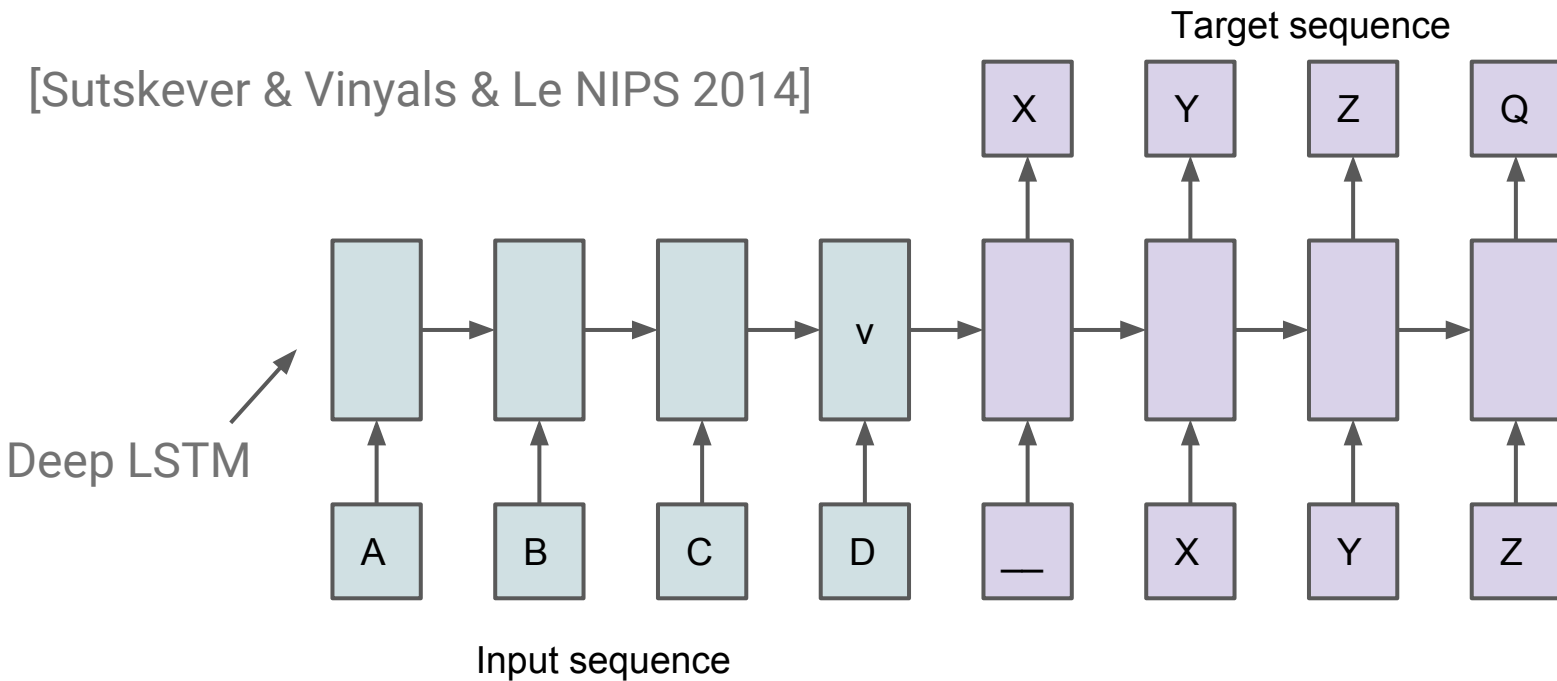 Target sequence
[Sutskever & Vinyals & Le NIPS 2014]
X Y Z Q
v
Deep LSTM
A B C D __ X Y Z
Input sequence